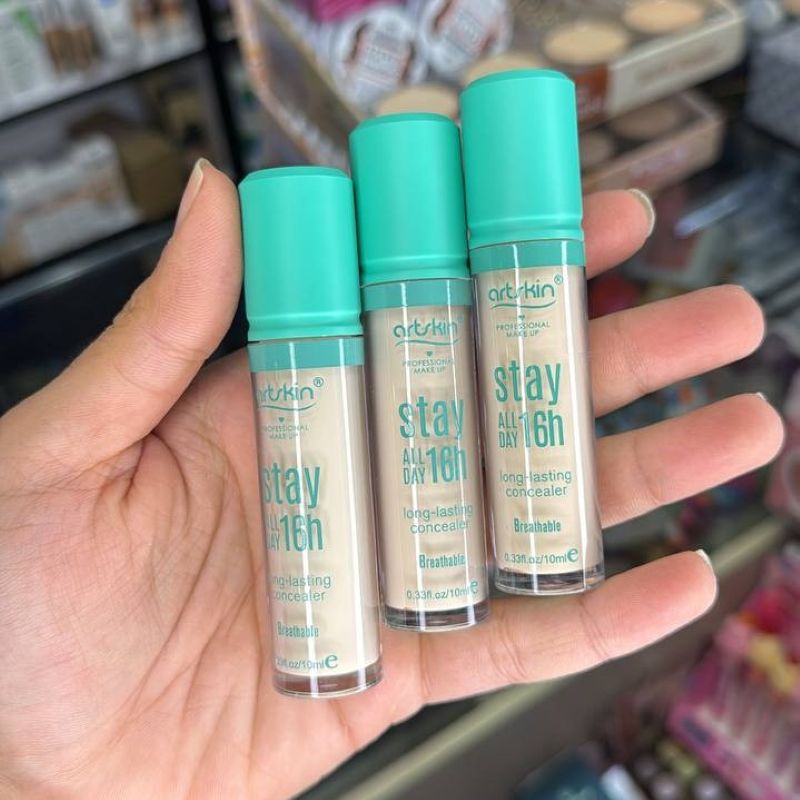 artskin®
PROFESSIONAL
MAKE UP
stay
ALL DAY 16h
long-lasting
concealer
Breathable
0.33fl.oz/10ml e
artskin
PROFESSIONAL
MAKE UP
stay
ALL DAY 16h
long-lasting
concealer
Breathable
0.33fl.oz/10ml e
artskin®
PROFESSIONAL
MAKE UP
stay
ALL DAY 16h
long-lasting
concealer
Breathable
0.33fl.oz/10ml e